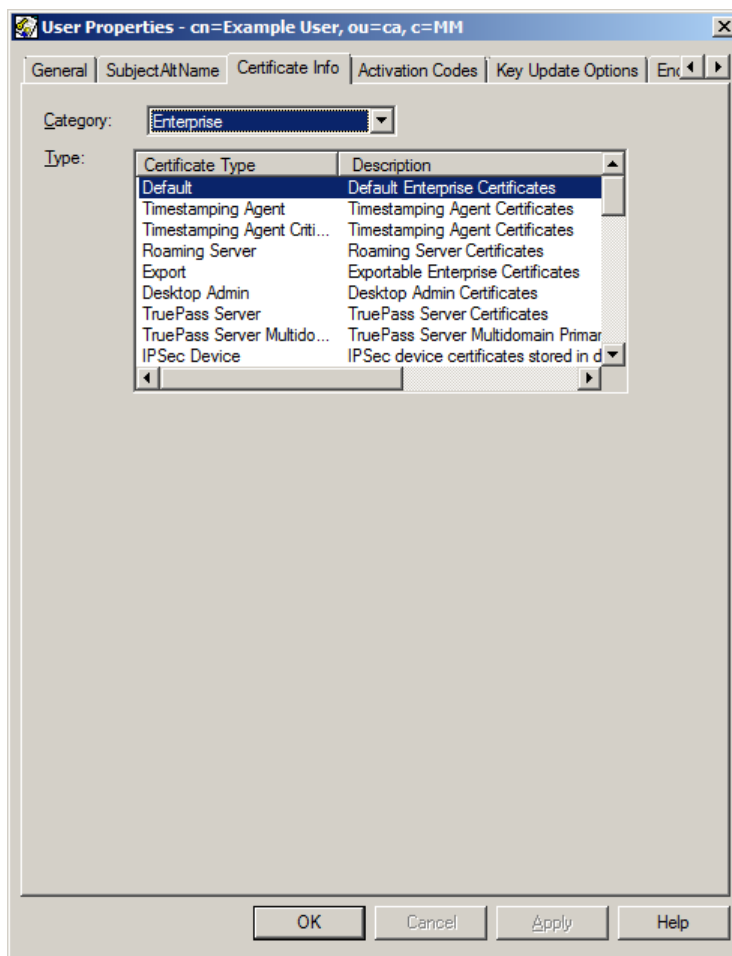 User Properties - cn=Example User, ou=ca, c=MM
General SubjectAltName Certificate Info Activation Codes Key Update Options
Category: Enterprise
Type:
Certificate Type Description
Default Default Enterprise Certificates
Timestamping Agent Timestamping Agent Certificates
Timestamping Agent Criti... Timestamping Agent Certificates
Roaming Server Roaming Server Certificates
Export Exportable Enterprise Certificates
Desktop Admin Desktop Admin Certificates
TruePass Server TruePass Server Certificates
TruePass Server Multido... TruePass Server Multidomain Primar
IPSec Device IPSec device certificates stored in d
OK Cancel Apply Help